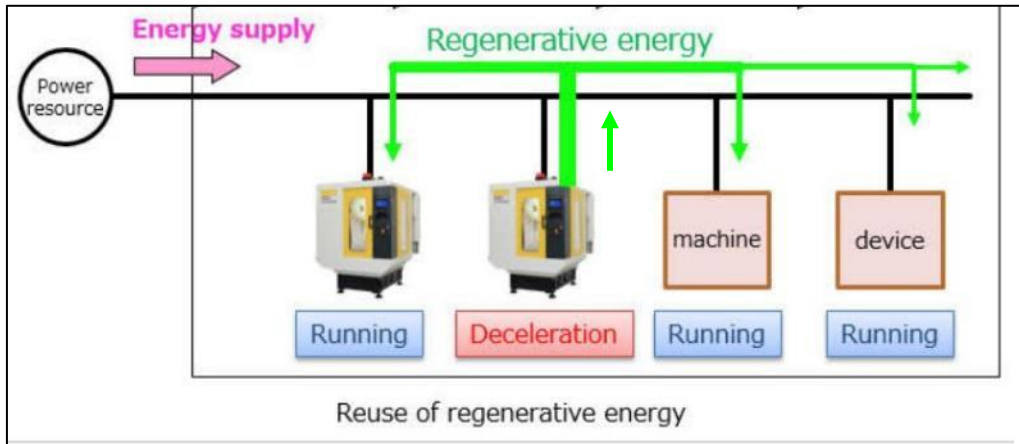 Energy supply
Regenerative energy
Power
resource
machine
device
Running
Deceleration
Running
Running
Reuse of regenerative energy